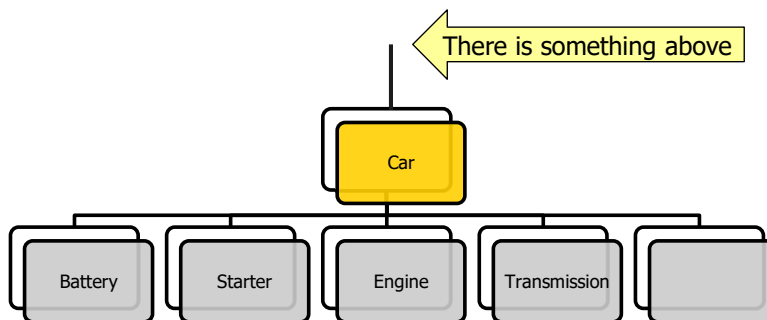 There is something above
Car
Battery
Starter
Engine
Transmission